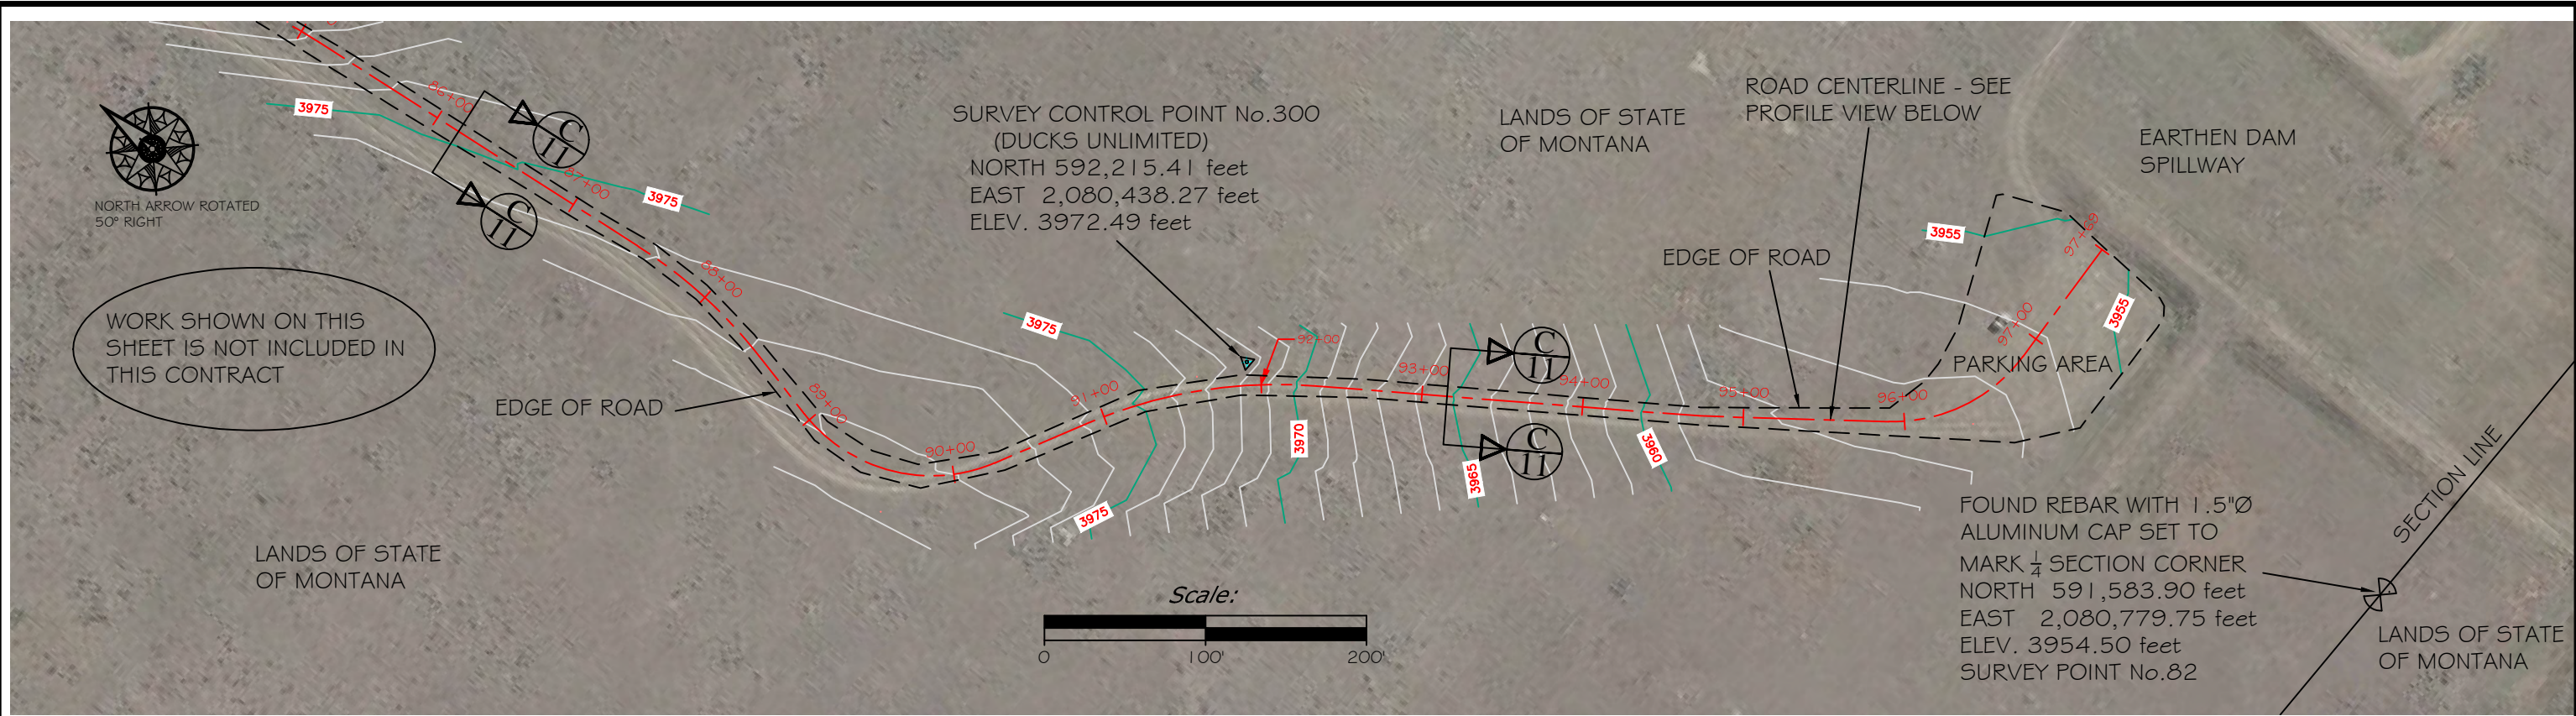 86+00
3975
C
11
87+00
3975
C
11
NORTH ARROW ROTATED
50° RIGHT
88+00
WORK SHOWN ON THIS
SHEET IS NOT INCLUDED IN
THIS CONTRACT
EDGE OF ROAD
89+00
90+00
91+00
LANDS OF STATE
OF MONTANA
SURVEY CONTROL POINT No.300
(DUCKS UNLIMITED)
NORTH 592,215.41 feet
EAST 2,080,438.27 feet
ELEV. 3972.49 feet
3975
3975
92+00
3970
93+00
C
11
C
11
3965
94+00
3960
95+00
96+00
LANDS OF STATE
OF MONTANA
ROAD CENTERLINE - SEE
PROFILE VIEW BELOW
EDGE OF ROAD
EARTHEN DAM
SPILLWAY
3955
97+69
97+00
3955
PARKING AREA
SECTION LINE
FOUND REBAR WITH 1.5"Ø
ALUMINUM CAP SET TO
MARK 1/4 SECTION CORNER
NORTH 591,583.90 feet
EAST 2,080,779.75 feet
ELEV. 3954.50 feet
SURVEY POINT No.82
LANDS OF STATE
OF MONTANA
Scale:
0 100' 200'